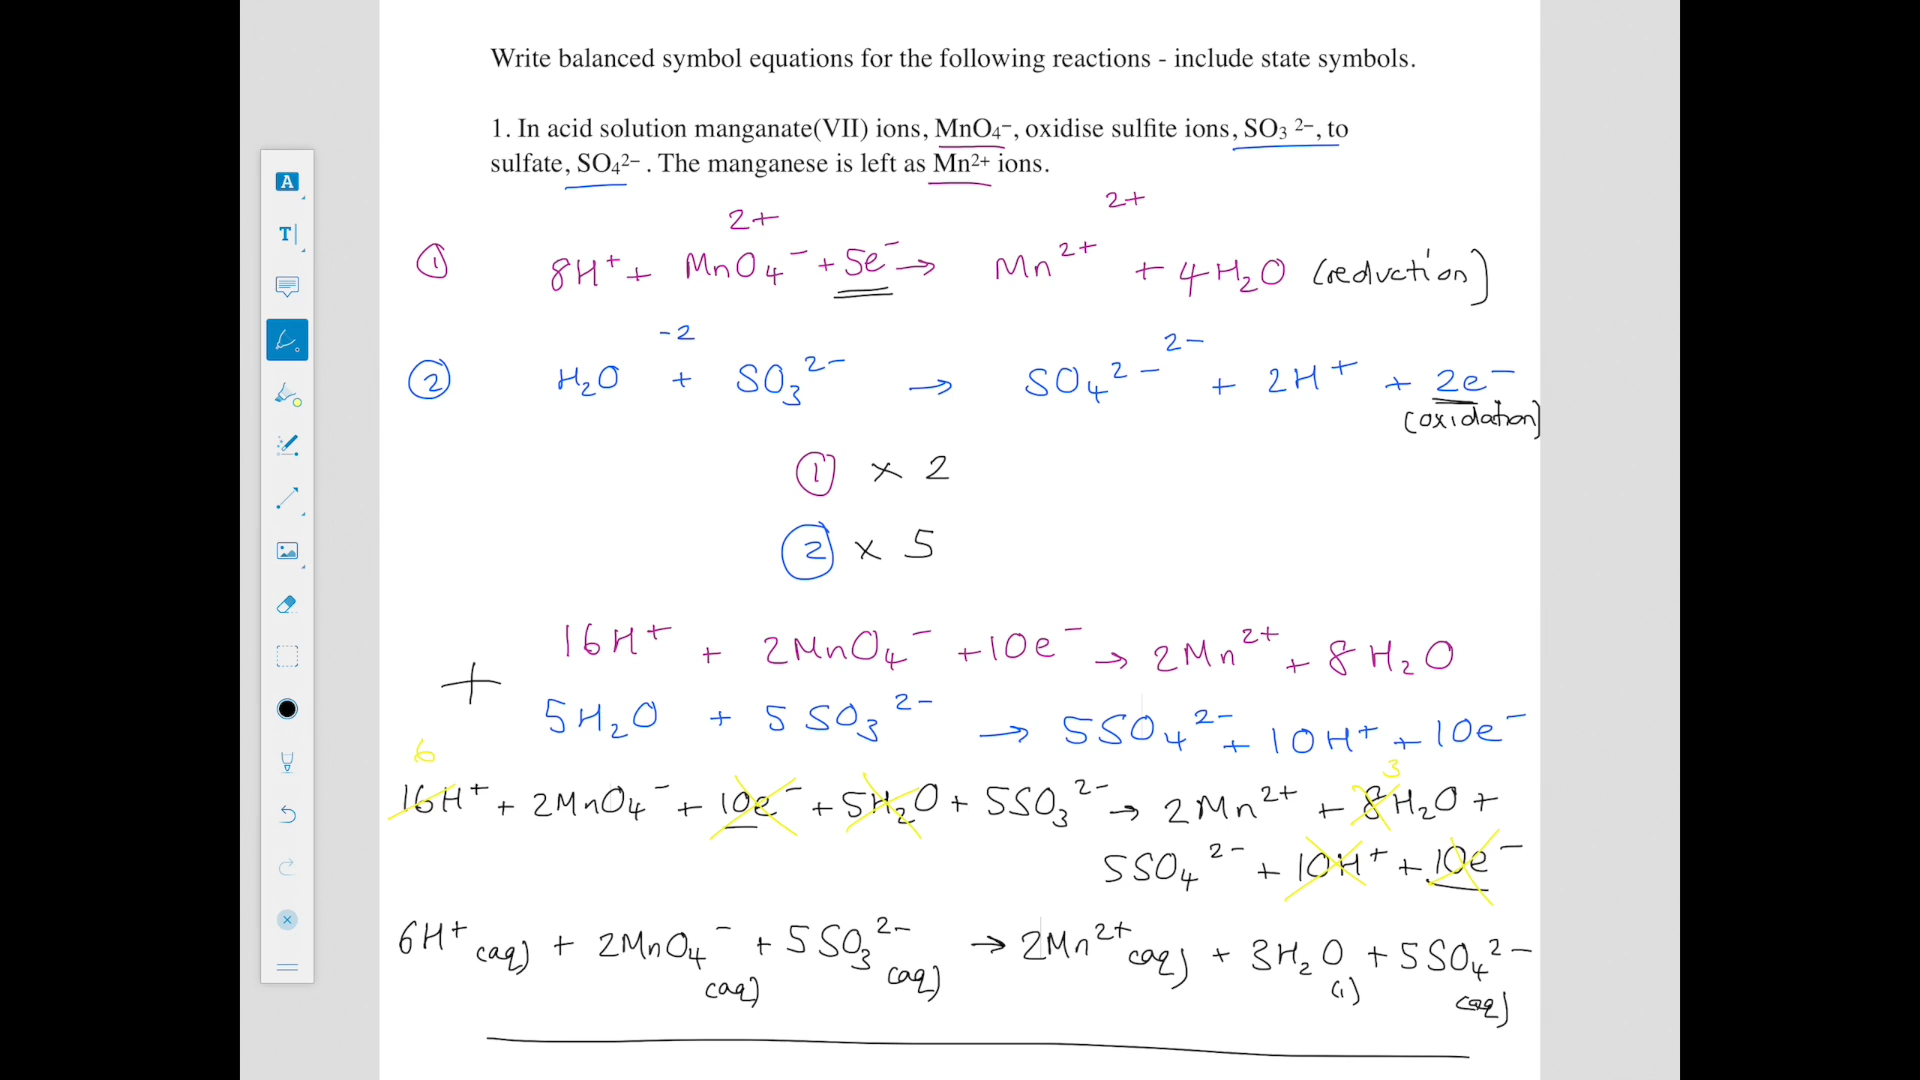 Write balanced symbol equations for the following reactions - include state symbols.
1. In acid solution manganate(VII) ions, MnO₄⁻, oxidise sulfite ions, SO₃ ²⁻, to
sulfate, SO₄²⁻ . The manganese is left as Mn²⁺ ions.
2+ 2+
① 8H⁺ + MnO₄⁻ + 5e⁻ → Mn²⁺ + 4H₂O (reduction)
-2 2-
② H₂O + SO₃²⁻ → SO₄²⁻ + 2H⁺ + 2e⁻
(oxidation)
① × 2
② × 5
16H⁺ + 2MnO₄⁻ + 10e⁻ → 2Mn²⁺ + 8H₂O
+
5H₂O + 5SO₃²⁻ → 5SO₄²⁻ + 10H⁺ + 10e⁻
6 3
16H⁺ + 2MnO₄⁻ + 10e⁻ + 5H₂O + 5SO₃²⁻ → 2Mn²⁺ + 8H₂O +
5SO₄²⁻ + 10H⁺ + 10e⁻
6H⁺(aq) + 2MnO₄⁻(aq) + 5SO₃²⁻(aq) → 2Mn²⁺(aq) + 3H₂O(l) + 5SO₄²⁻(aq)
A
T